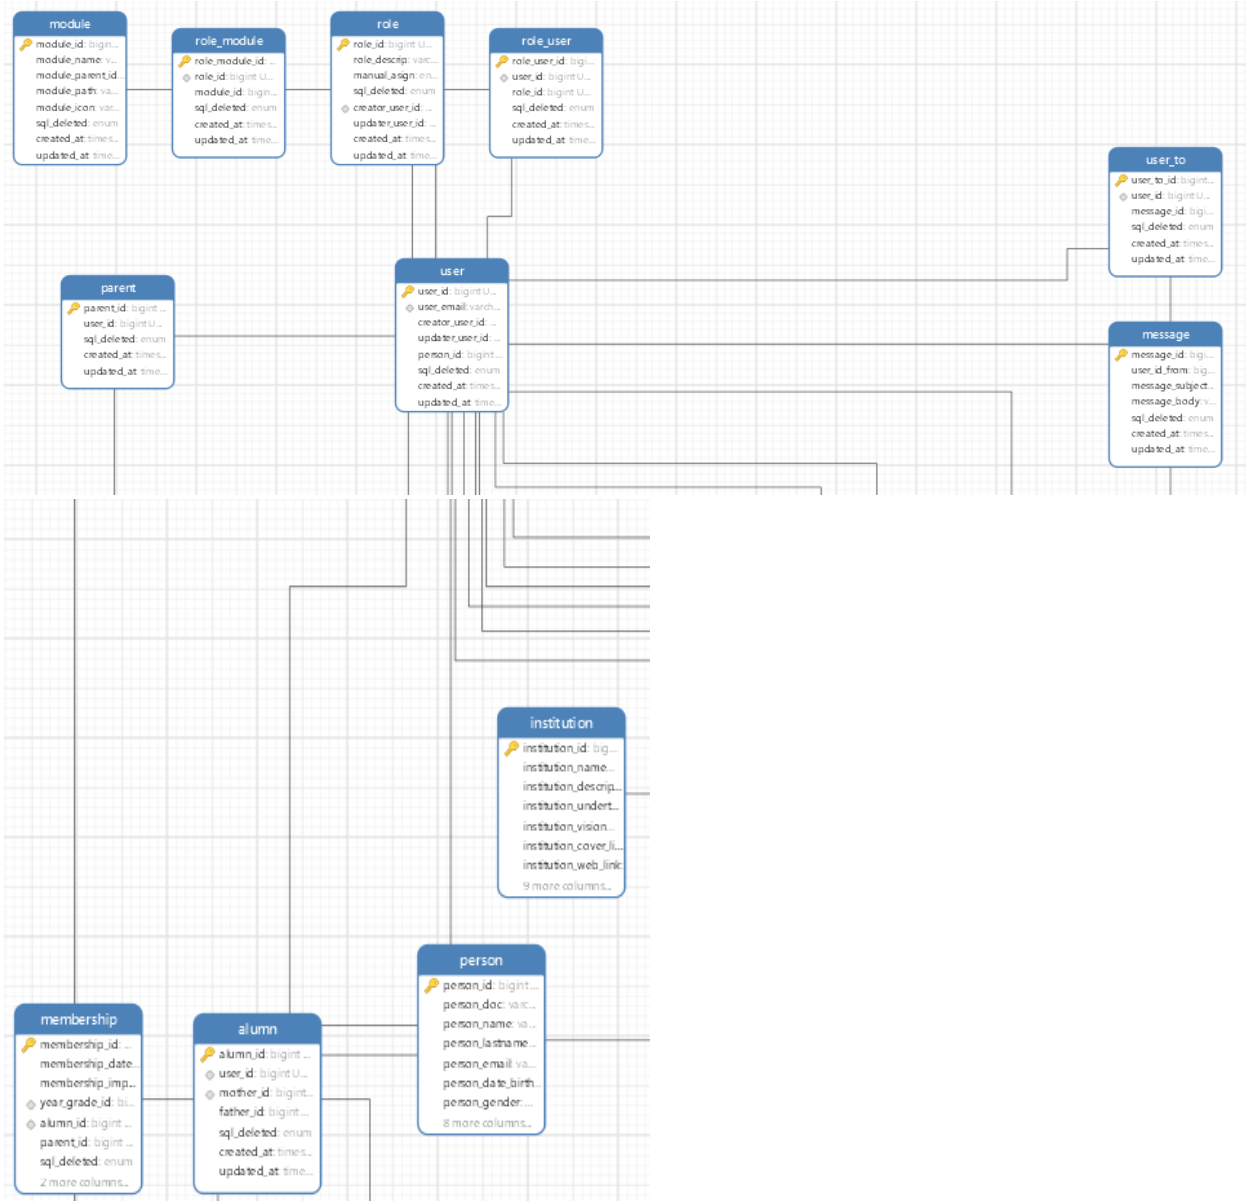 module
module_id: bigin...
module_name: v...
module_parent_id...
module_path: va...
module_icon: var...
sql_deleted: enum
created_at: times...
updated_at: time...
role_module
role_module_id: ...
role_id: bigint U...
module_id: bigin...
sql_deleted: enum
created_at: times...
updated_at: time...
role
role_id: bigint U...
role_descrip: varc...
manual_asign: en...
sql_deleted: enum
creator_user_id: ...
updater_user_id: ...
created_at: times...
updated_at: time...
role_user
role_user_id: bigi...
user_id: bigint U...
role_id: bigint U...
sql_deleted: enum
created_at: times...
updated_at: time...
user_to
user_to_id: bigint...
user_id: bigint U...
message_id: bigi...
sql_deleted: enum
created_at: times...
updated_at: time...
parent
parent_id: bigint ...
user_id: bigint U...
sql_deleted: enum
created_at: times...
updated_at: time...
user
user_id: bigint U...
user_email: varch...
creator_user_id: ...
updater_user_id: ...
person_id: bigint ...
sql_deleted: enum
created_at: times...
updated_at: time...
message
message_id: bigi...
user_id_from: big...
message_subject...
message_body: v...
sql_deleted: enum
created_at: times...
updated_at: time...
institution
institution_id: big...
institution_name...
institution_descrip...
institution_undert...
institution_vision...
institution_cover_li...
institution_web_link:
9 more columns...
person
person_id: bigint ...
person_doc: varc...
person_name: va...
person_lastname...
person_email: va...
person_date_birth...
person_gender: ...
8 more columns...
membership
membership_id: ...
membership_date...
membership_imp...
year_grade_id: bi...
alumn_id: bigint ...
parent_id: bigint ...
sql_deleted: enum
2 more columns...
alumn
alumn_id: bigint ...
user_id: bigint U...
mother_id: bigint...
father_id: bigint...
sql_deleted: enum
created_at: times...
updated_at: time...